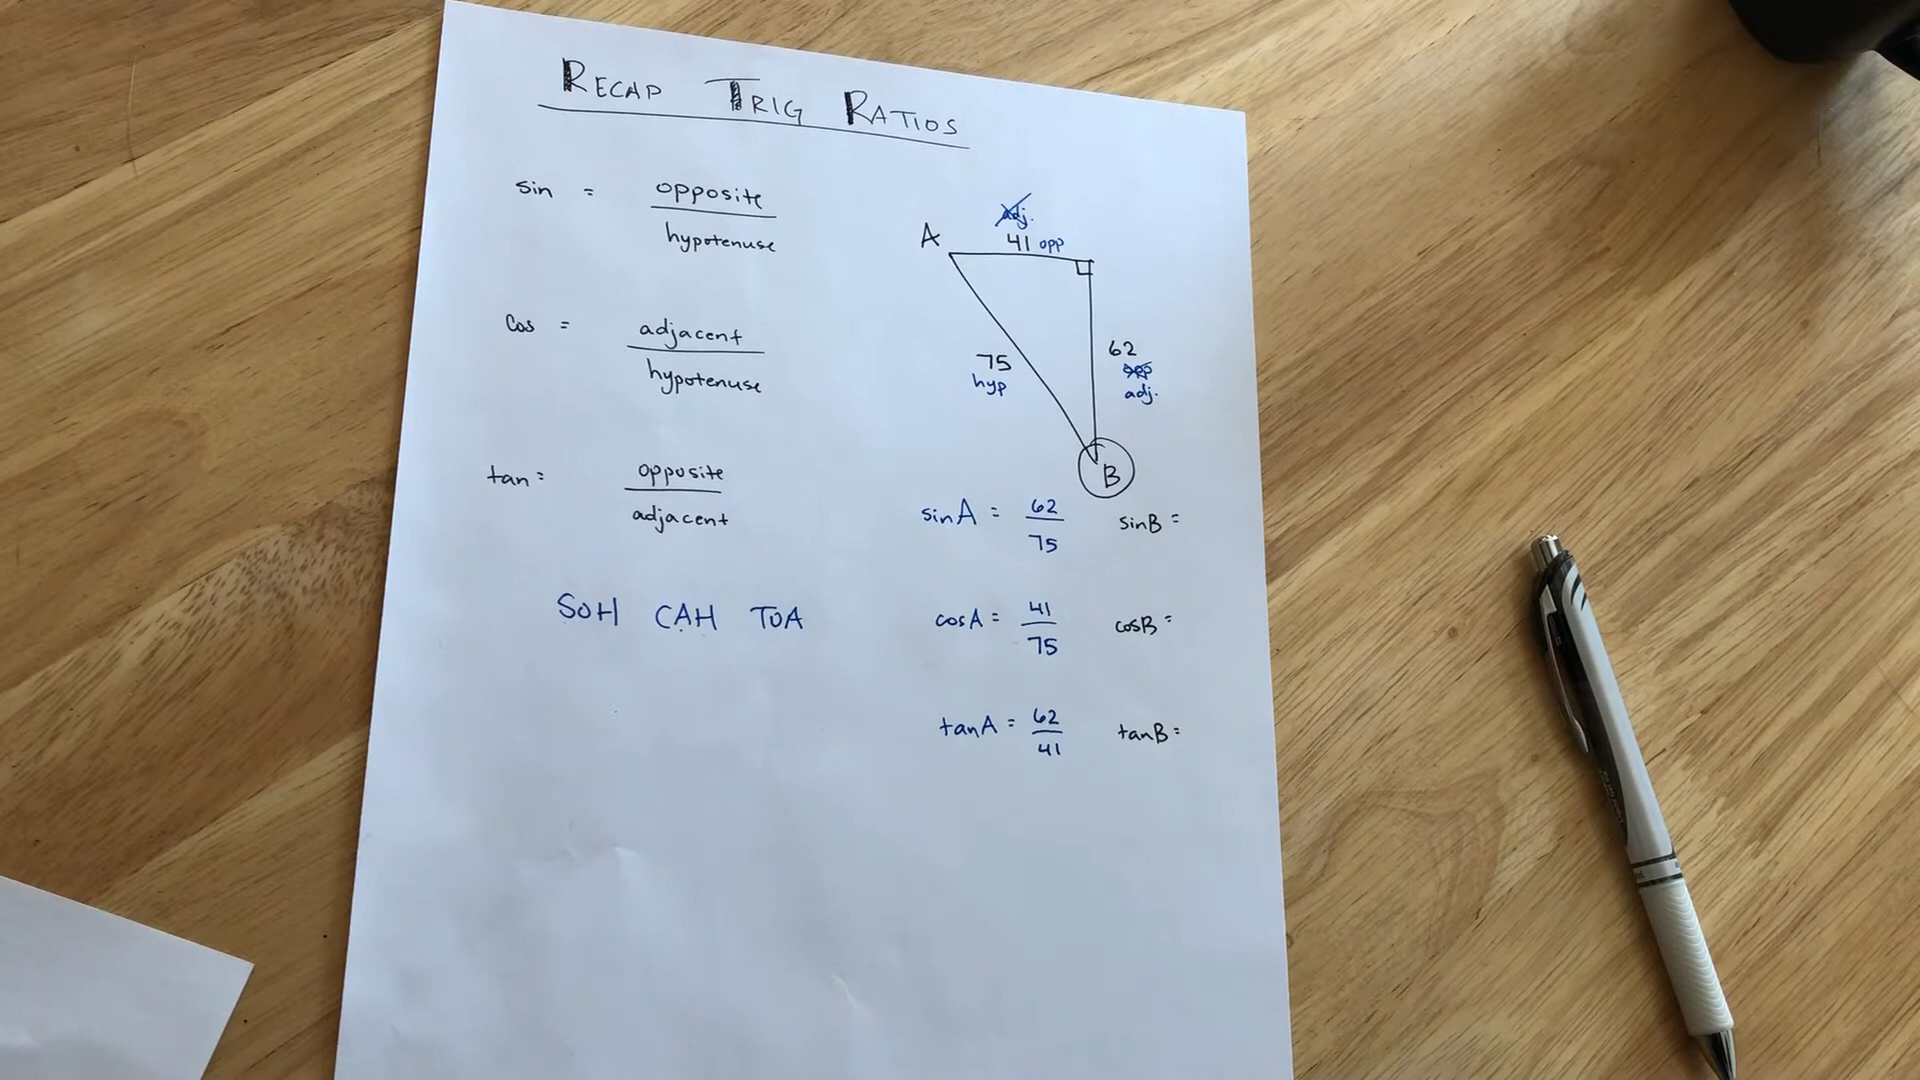 RECAP TRIG RATIOS
sin = opposite
hypotenuse
cos = adjacent
hypotenuse
tan = opposite
adjacent
SOH CAH TOA
adj.
A 41 opp
75 62
hyp opp
adj.
B
sinA = 62 sinB =
75
cosA = 41 cosB =
75
tanA = 62 tanB =
41